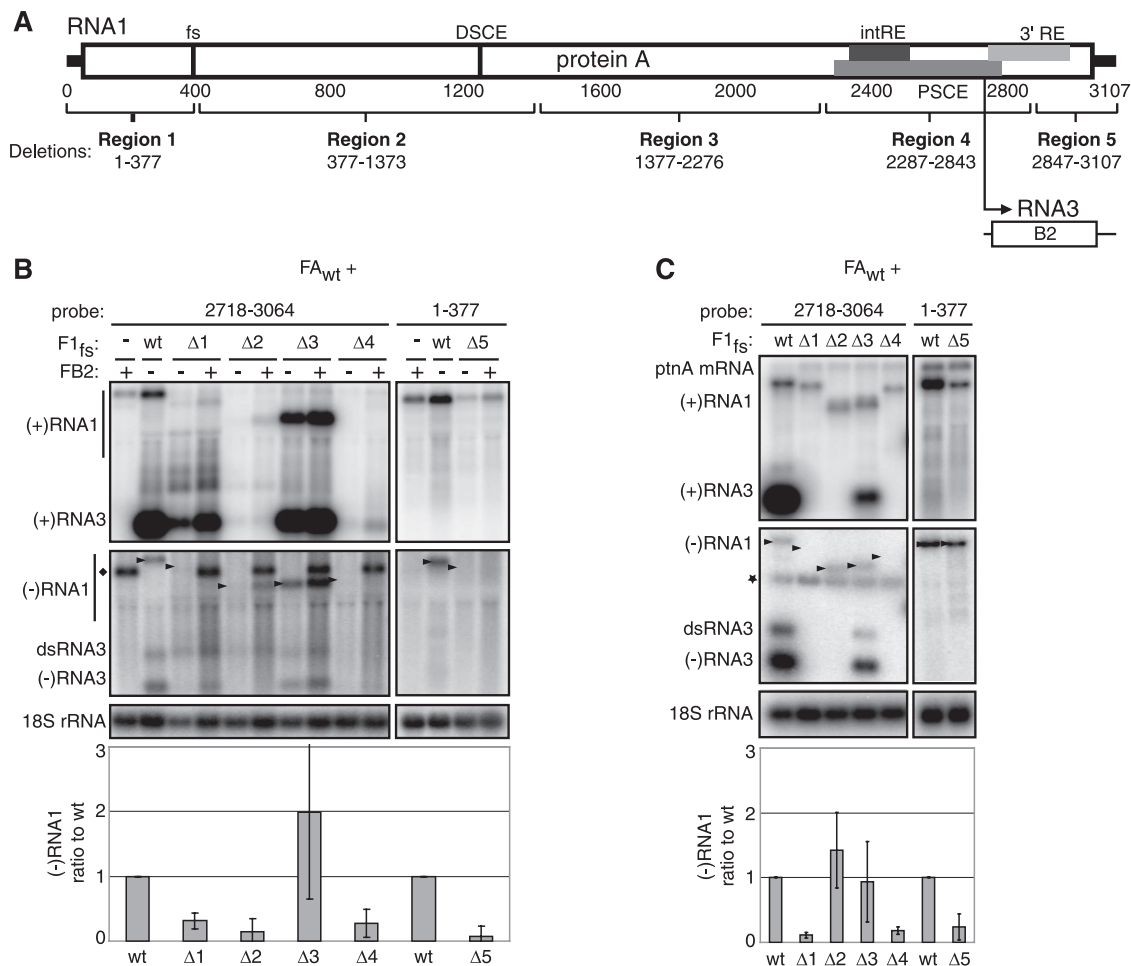 A
RNA1
fs
DSCE
intRE
3' RE
protein A
0
400
800
1200
1600
2000
2400
PSCE
2800
3107
Deletions:
Region 1
1-377
Region 2
377-1373
Region 3
1377-2276
Region 4
2287-2843
Region 5
2847-3107
RNA3
B2
B
FAwt +
probe: 2718-3064 1-377
F1fs: - wt Δ1 Δ2 Δ3 Δ4 - wt Δ5
FB2: + - - + - + - + - + + - - +
(+)RNA1
(+)RNA3
(-)RNA1
dsRNA3
(-)RNA3
18S rRNA
(-)RNA1
ratio to wt
3
2
1
0
wt Δ1 Δ2 Δ3 Δ4 wt Δ5
C
FAwt +
probe: 2718-3064 1-377
F1fs: wt Δ1 Δ2 Δ3 Δ4 wt Δ5
ptnA mRNA
(+)RNA1
(+)RNA3
(-)RNA1
dsRNA3
(-)RNA3
18S rRNA
(-)RNA1
ratio to wt
3
2
1
0
wt Δ1 Δ2 Δ3 Δ4 wt Δ5